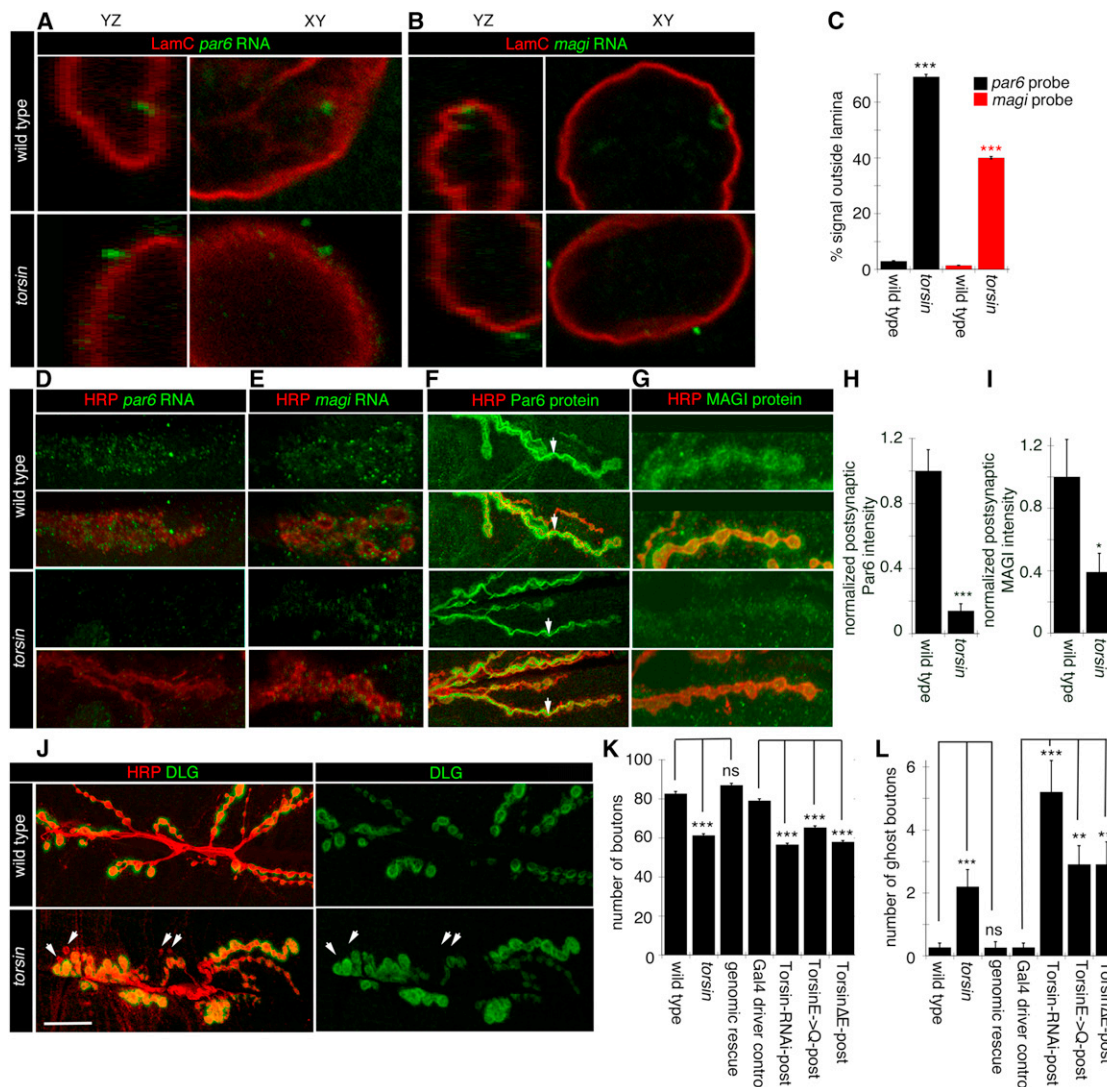 A
YZ
XY
B
YZ
XY
LamC par6 RNA
LamC magi RNA
wild type
torsin
C
% signal outside lamina
60
40
20
0
***
***
par6 probe
magi probe
wild type
torsin
wild type
torsin
D
E
F
G
HRP par6 RNA
HRP magi RNA
HRP Par6 protein
HRP MAGI protein
wild type
torsin
H
normalized postsynaptic
Par6 intensity
1.2
0.8
0.4
0
***
wild type
torsin
I
normalized postsynaptic
MAGI intensity
1.2
0.8
0.4
0
*
wild type
torsin
J
HRP DLG
DLG
wild type
torsin
K
number of boutons
100
80
60
40
20
0
***
ns
***
***
***
wild type
torsin
genomic rescue
Gal4 driver control
Torsin-RNAi-post
TorsinE->Q-post
TorsinΔE-post
L
number of ghost boutons
6
4
2
0
***
ns
***
**
wild type
torsin
genomic rescue
Gal4 driver control
Torsin-RNAi-post
TorsinE->Q-post
TorsinΔE-post